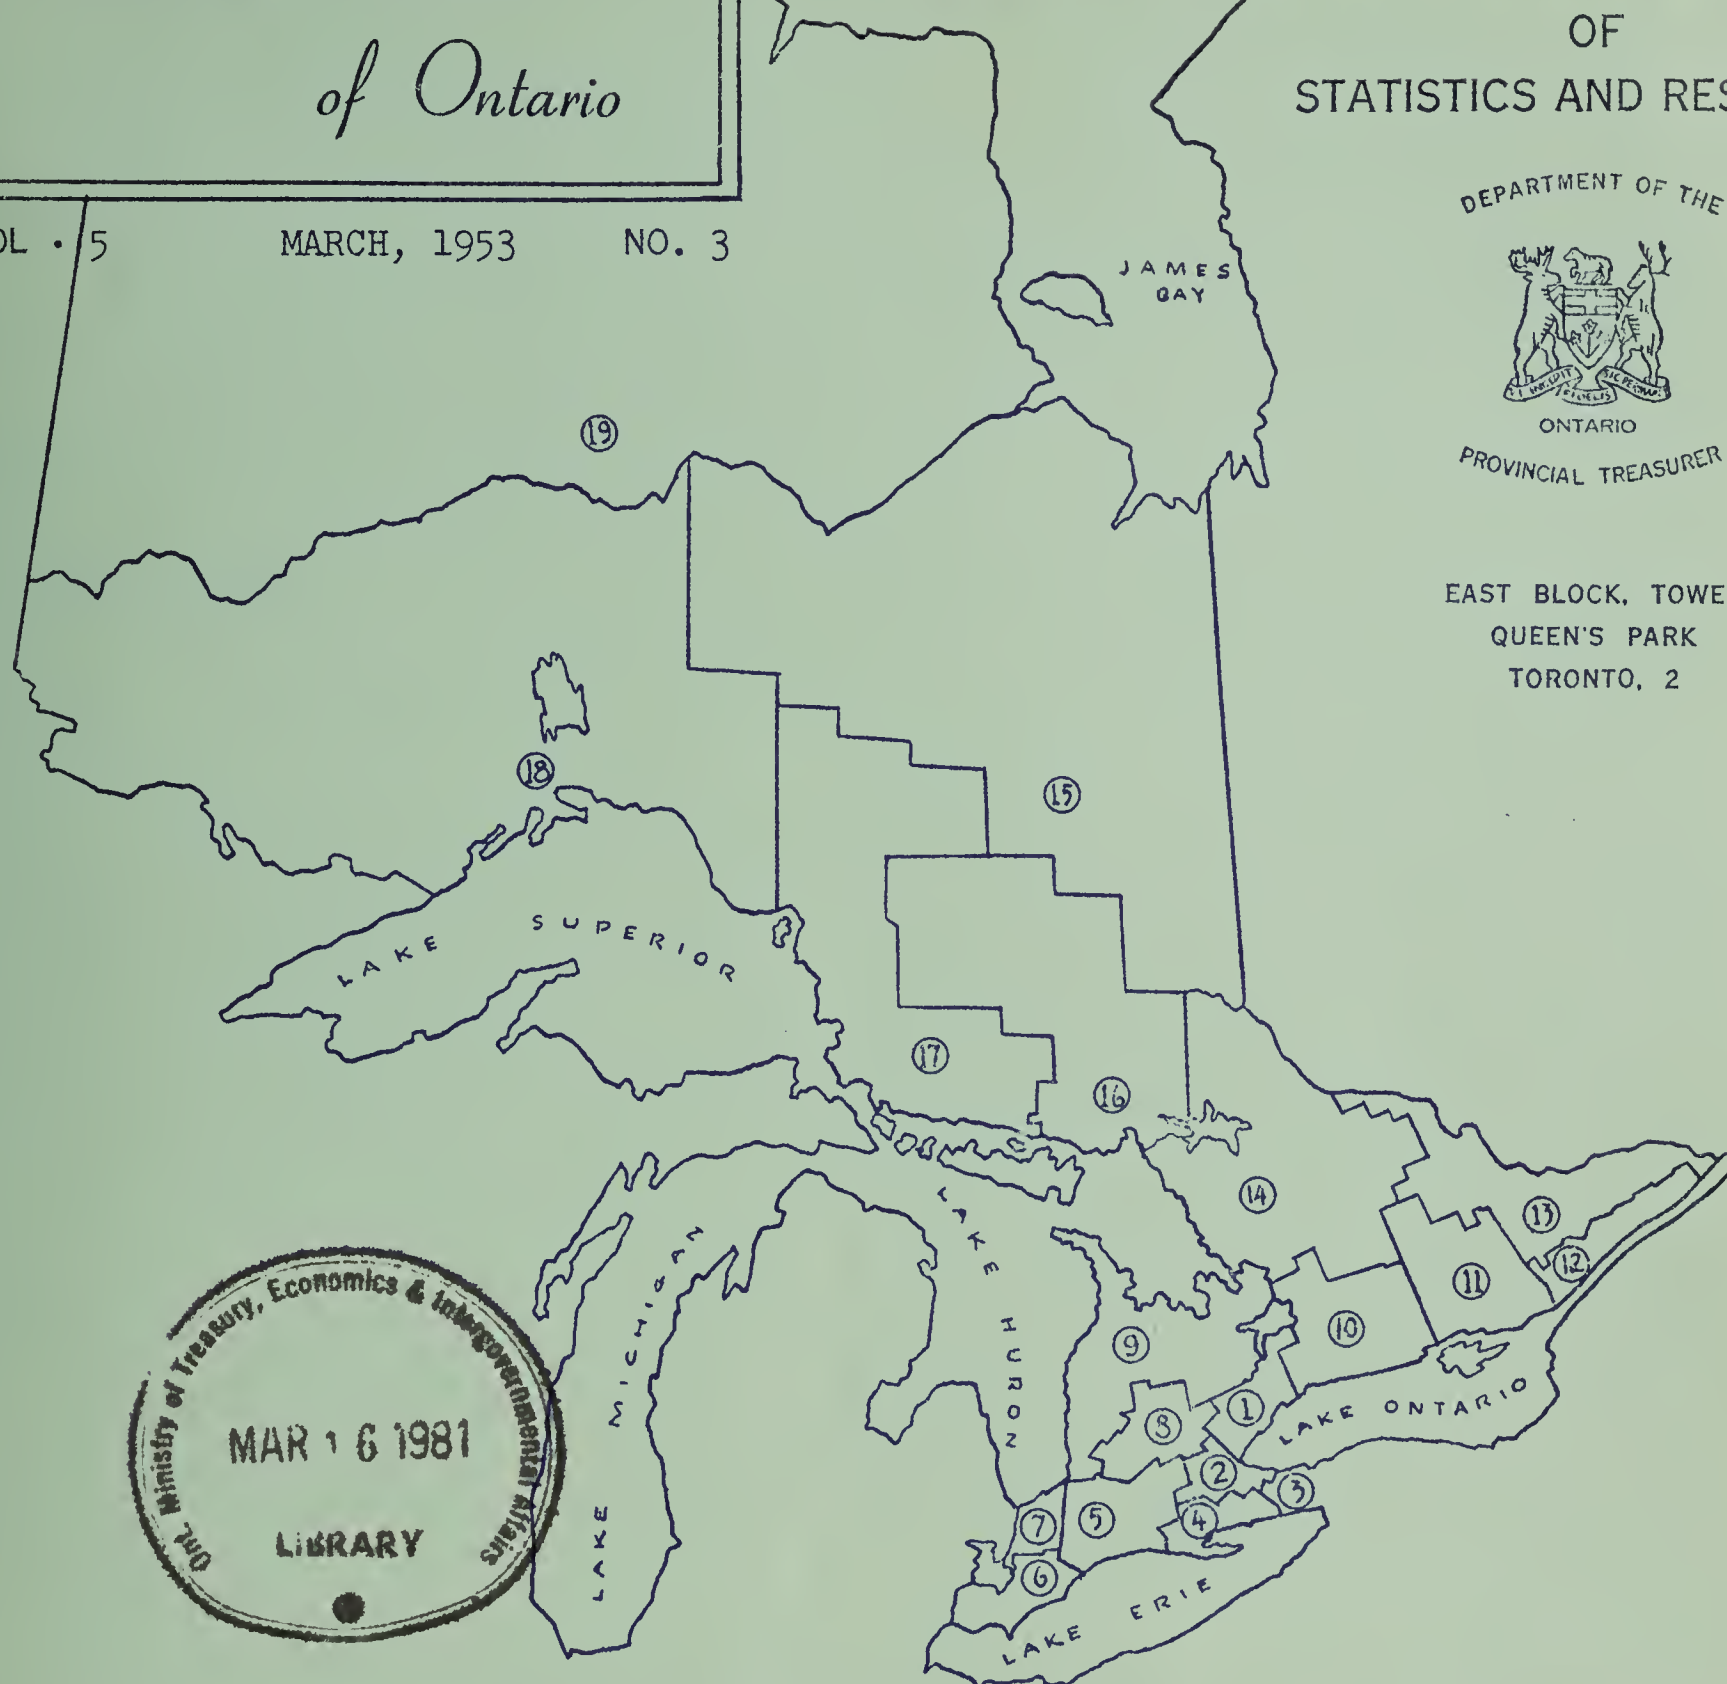 of Ontario
5 MARCH, 1953 NO. 3
OF
STATISTICS AND
DEPARTMENT OF THE
ONTARIO
PROVINCIAL TREASURER
EAST BLOCK,
QUEEN'S PARK
TORONTO, 2
JAMES
BAY
19
18
15
LAKE SUPERIOR
17
16
14
13
12
11
10
9
8
1
2
3
4
5
7
6
LAKE HURON
LAKE MICHIGAN
LAKE ONTARIO
LAKE ERIE
Ont. Ministry of Treasury, Economics & Intergovernmental Affairs
MAR 16 1981
LIBRARY